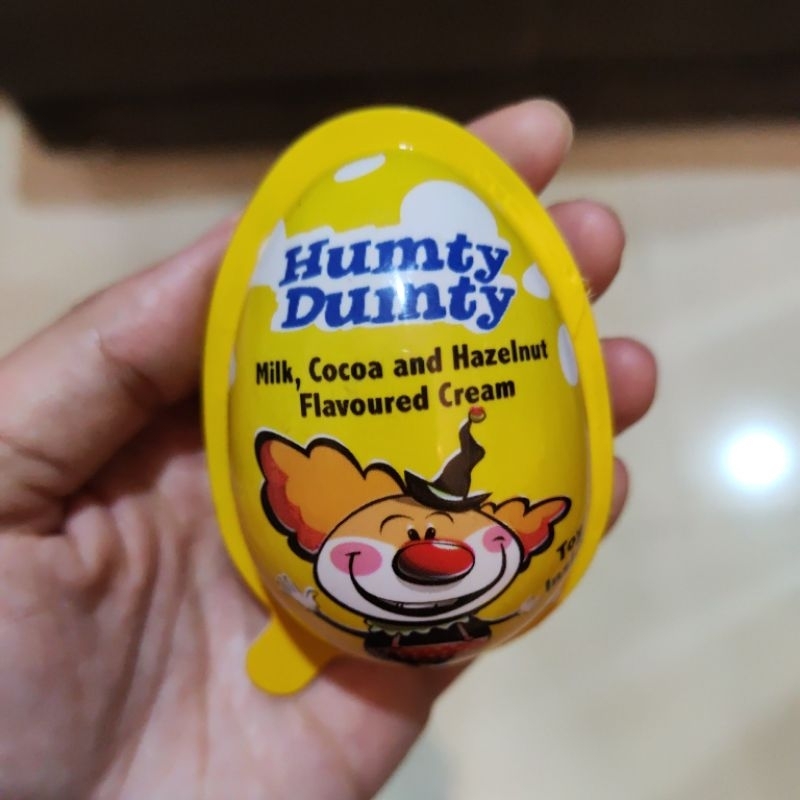 Humty
Dumty
Milk, Cocoa and Hazelnut
Flavoured Cream